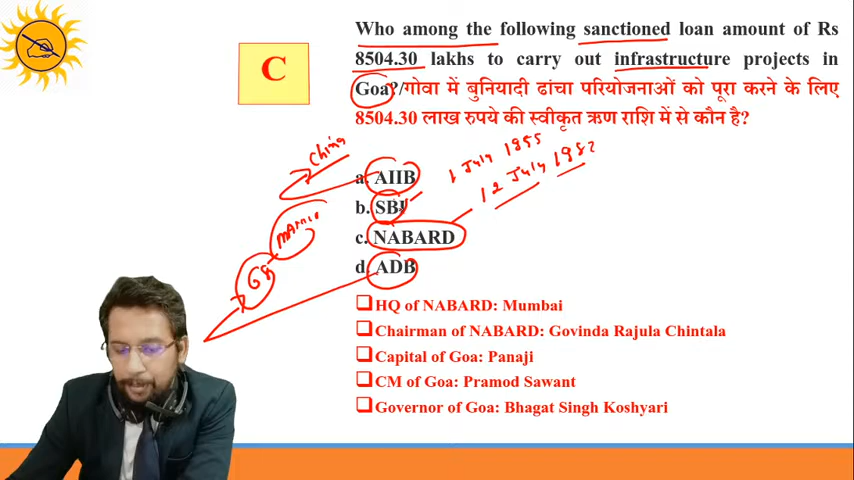 Who among the following sanctioned loan amount of Rs
8504.30 lakhs to carry out infrastructure projects in
Goa?/गोवा में बुनियादी ढांचा परियोजनाओं को पूरा करने के लिए
8504.30 लाख रुपये की स्वीकृत ऋण राशि में से कौन है?
C
China
a. AIIB
1 July 1955
b. SBI
12 July 1982
c. NABARD
d. ADB
HQ of NABARD: Mumbai
Chairman of NABARD: Govinda Rajula Chintala
Capital of Goa: Panaji
CM of Goa: Pramod Sawant
Governor of Goa: Bhagat Singh Koshyari